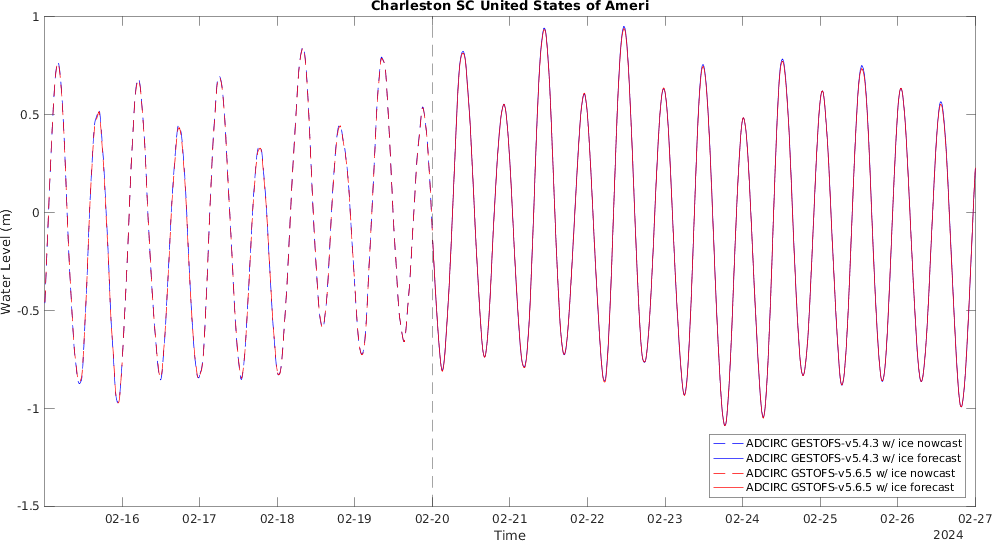 Charleston SC United States of Ameri
1
0.5
0
-0.5
-1
-1.5
Water Level (m)
ADCIRC GESTOFS-v5.4.3 w/ ice nowcast
ADCIRC GESTOFS-v5.4.3 w/ ice forecast
ADCIRC GSTOFS-v5.6.5 w/ ice nowcast
ADCIRC GSTOFS-v5.6.5 w/ ice forecast
02-16 02-17 02-18 02-19 02-20 02-21 02-22 02-23 02-24 02-25 02-26 02-27
Time 2024